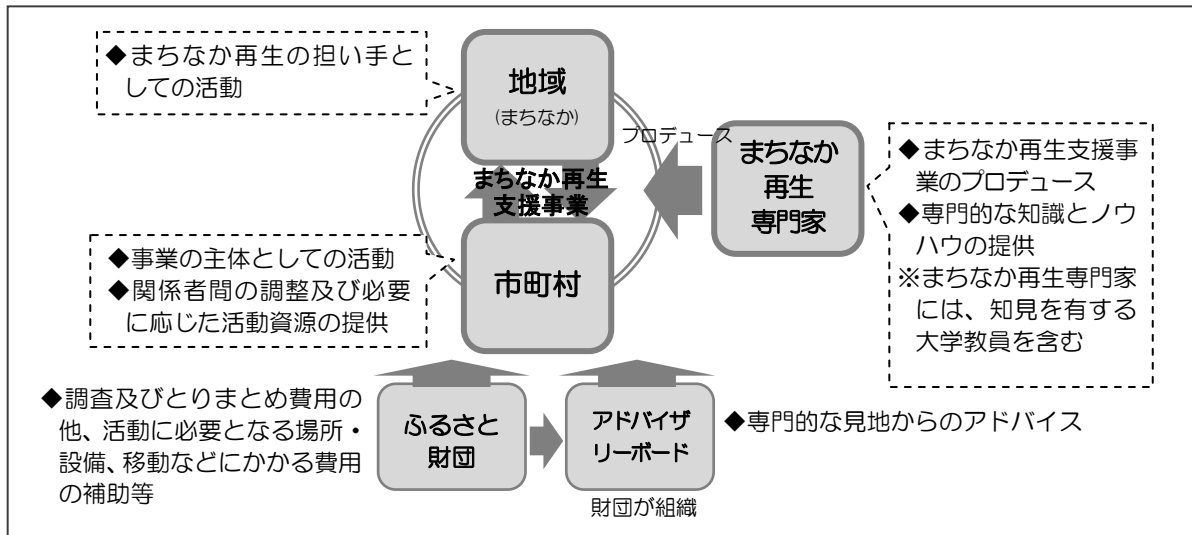 ◆まちなか再生の担い手と
しての活動
地域
(まちなか)
プロデュース
まちなか再生
支援事業
まちなか
再生
専門家
◆まちなか再生支援事
業のプロデュース
◆専門的な知識とノウ
ハウの提供
※まちなか再生専門家
には、知見を有する
大学教員を含む
◆事業の主体としての活動
◆関係者間の調整及び必要
に応じた活動資源の提供
市町村
◆調査及びとりまとめ費用の
他、活動に必要となる場所・
設備、移動などにかかる費用
の補助等
ふるさと
財団
アドバイザ
リーボード
財団が組織
◆専門的な見地からのアドバイス